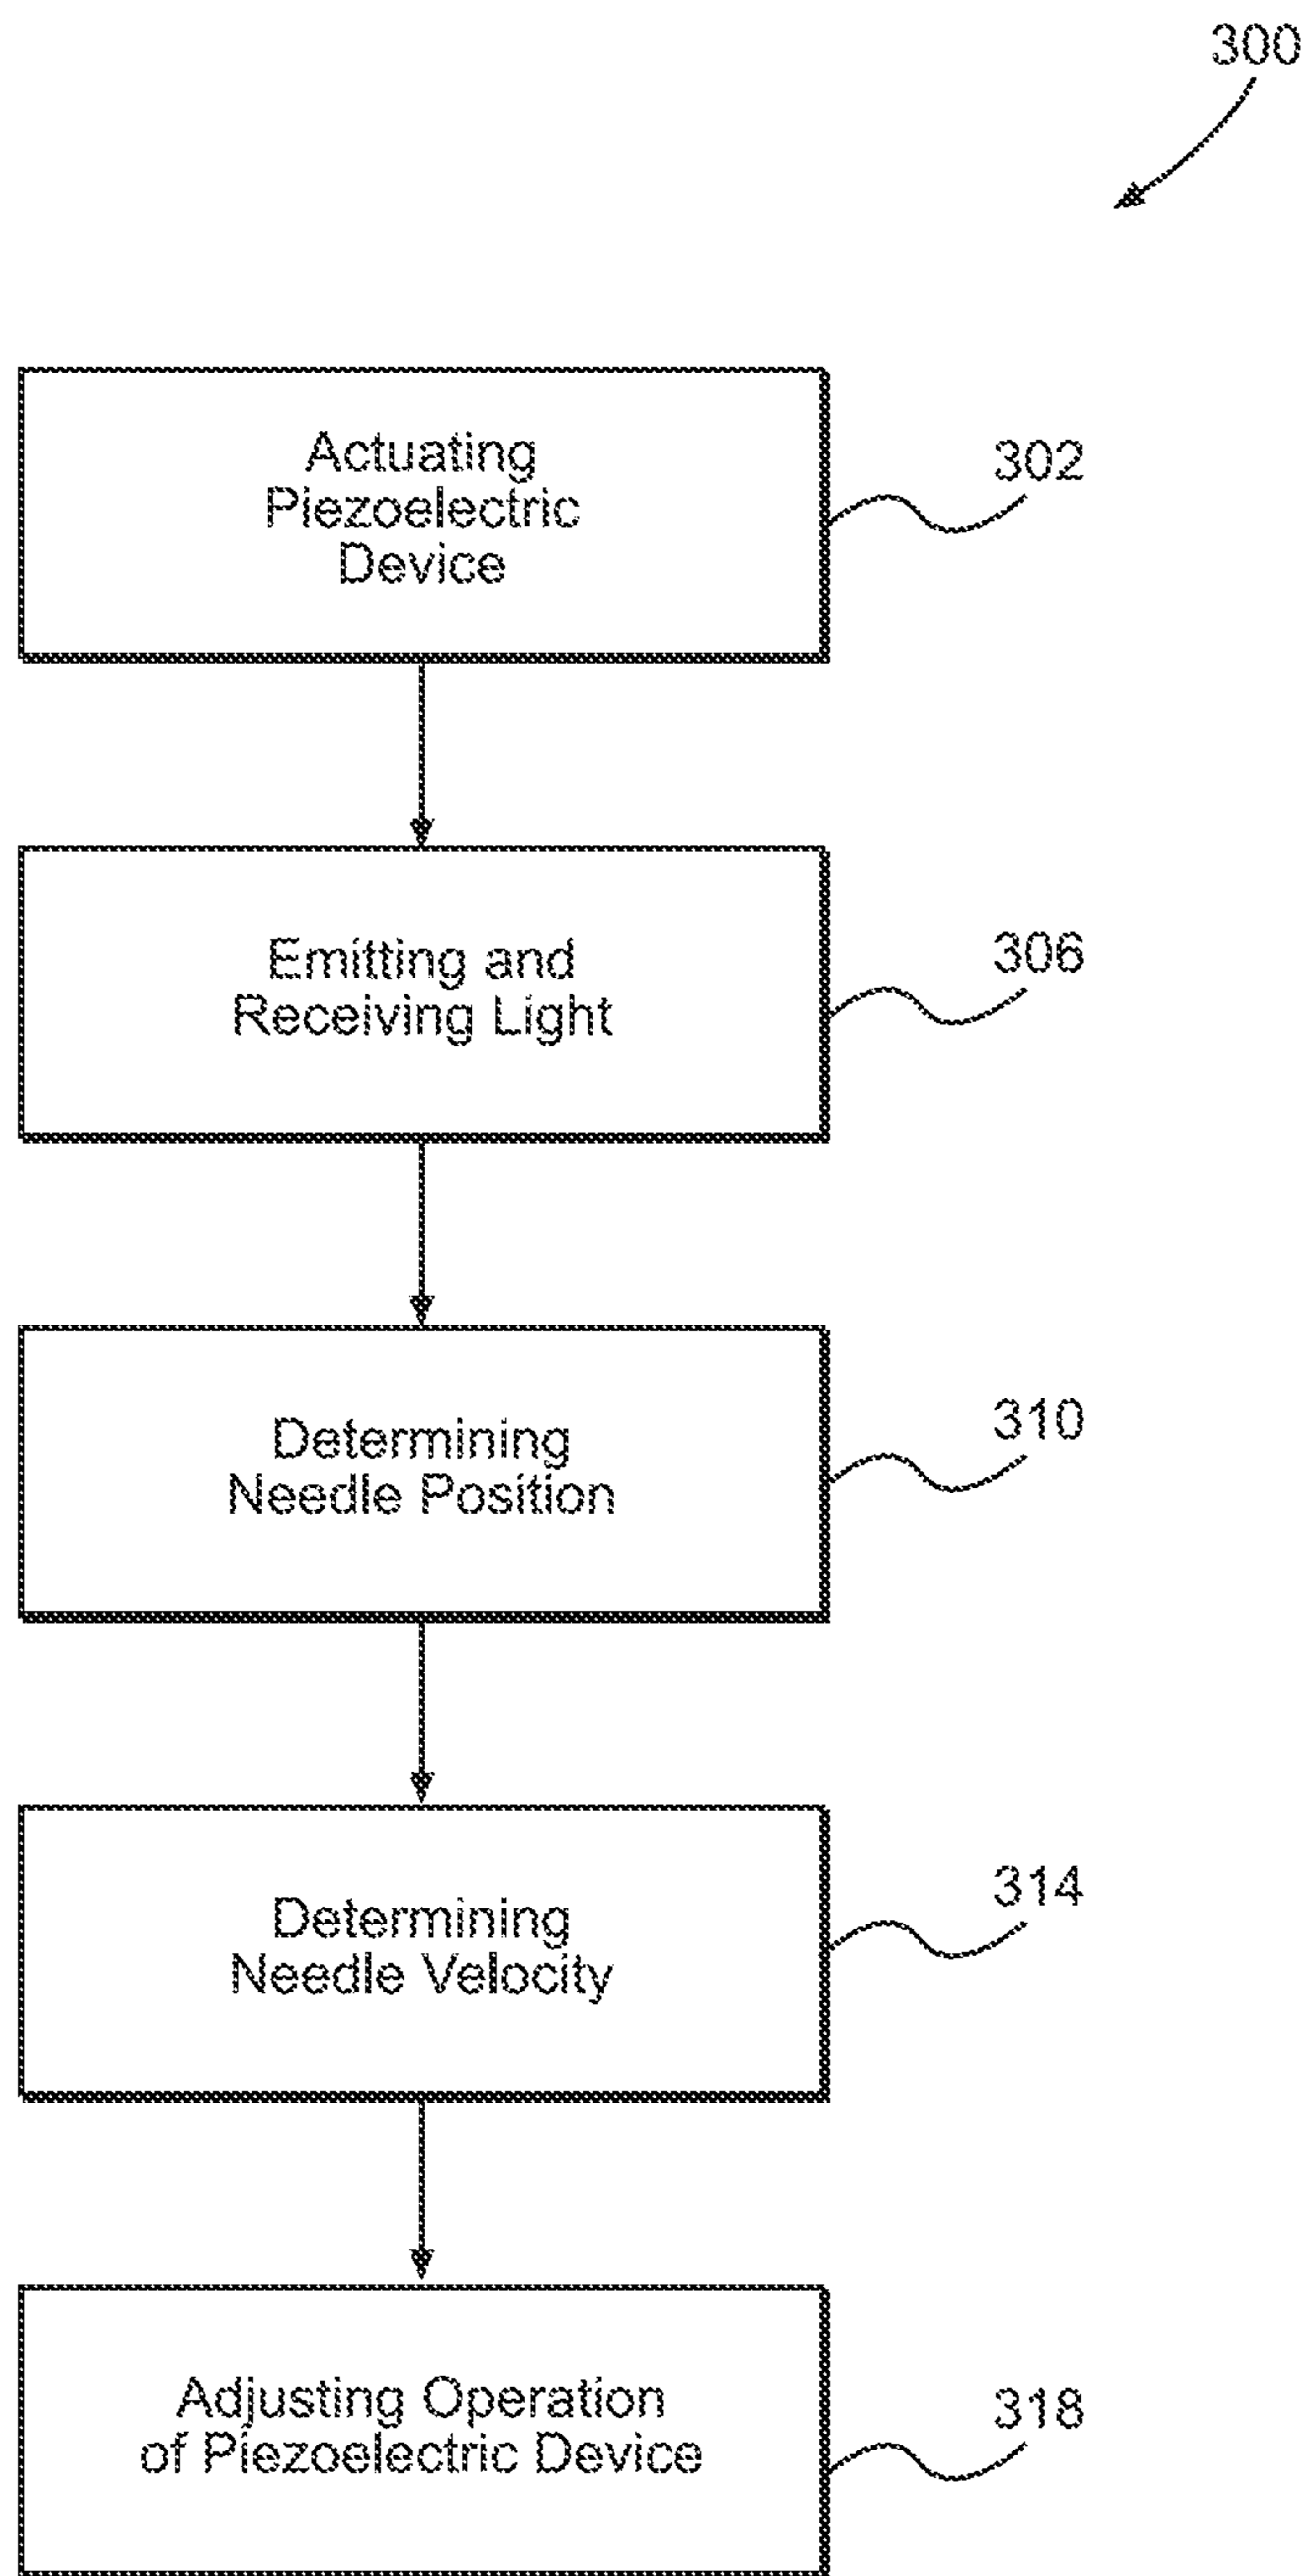 300
Actuating
Piezoelectric
Device
302
Emitting and
Receiving Light
306
Determining
Needle Position
310
Determining
Needle Velocity
314
Adjusting Operation
of Piezoelectric Device
318